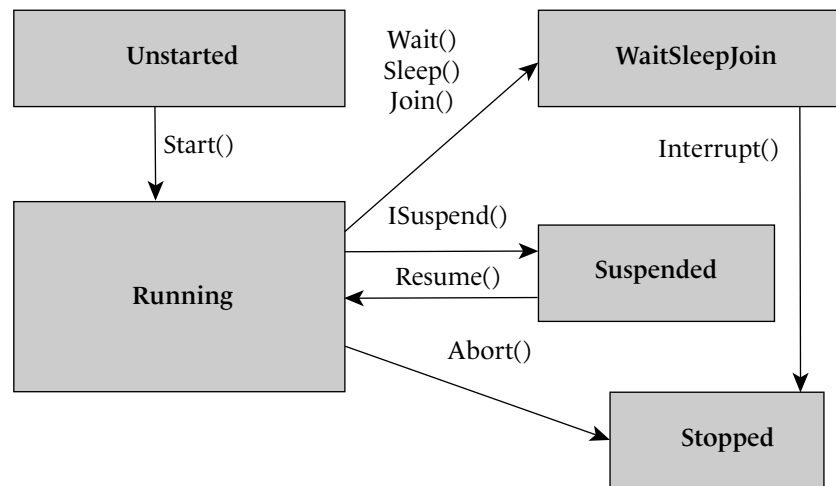 Unstarted
Wait()
Sleep()
Join()
WaitSleepJoin
Start()
Interrupt()
ISuspend()
Suspended
Resume()
Running
Abort()
Stopped